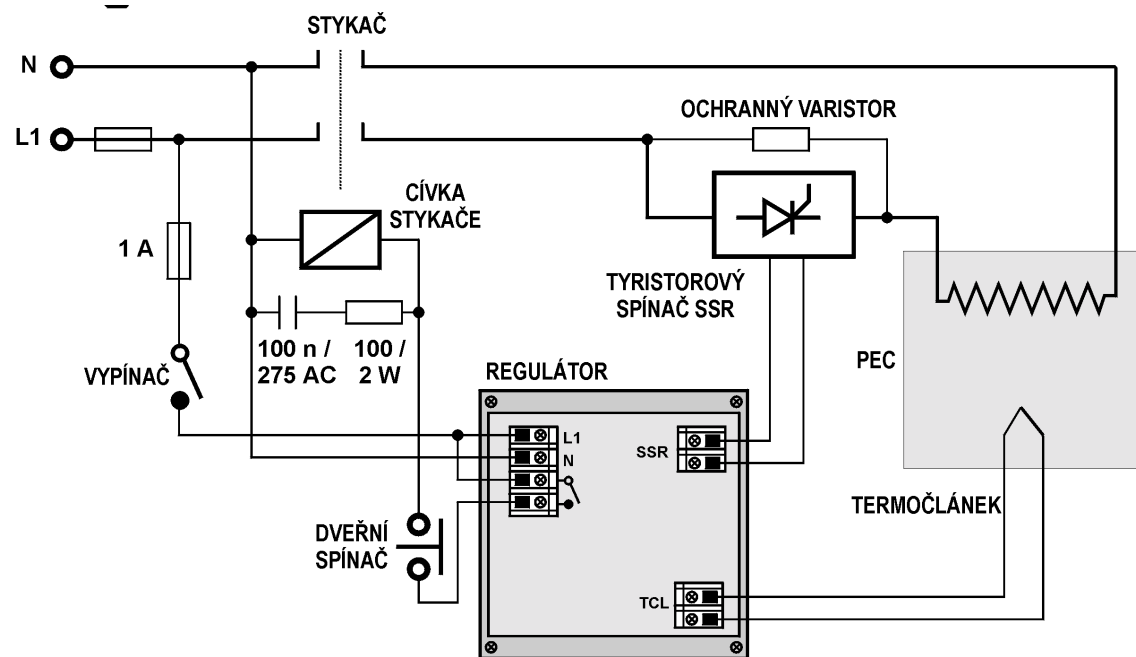 STYKAČ
N
OCHRANNÝ VARISTOR
L1
CÍVKA
STYKAČE
1 A
TYRISTOROVÝ
SPÍNAČ SSR
100 n /
275 AC
100 /
2 W
PEC
VYPÍNAČ
REGULÁTOR
L1
N
SSR
TERMOČLÁNEK
DVEŘNÍ
SPÍNAČ
TCL